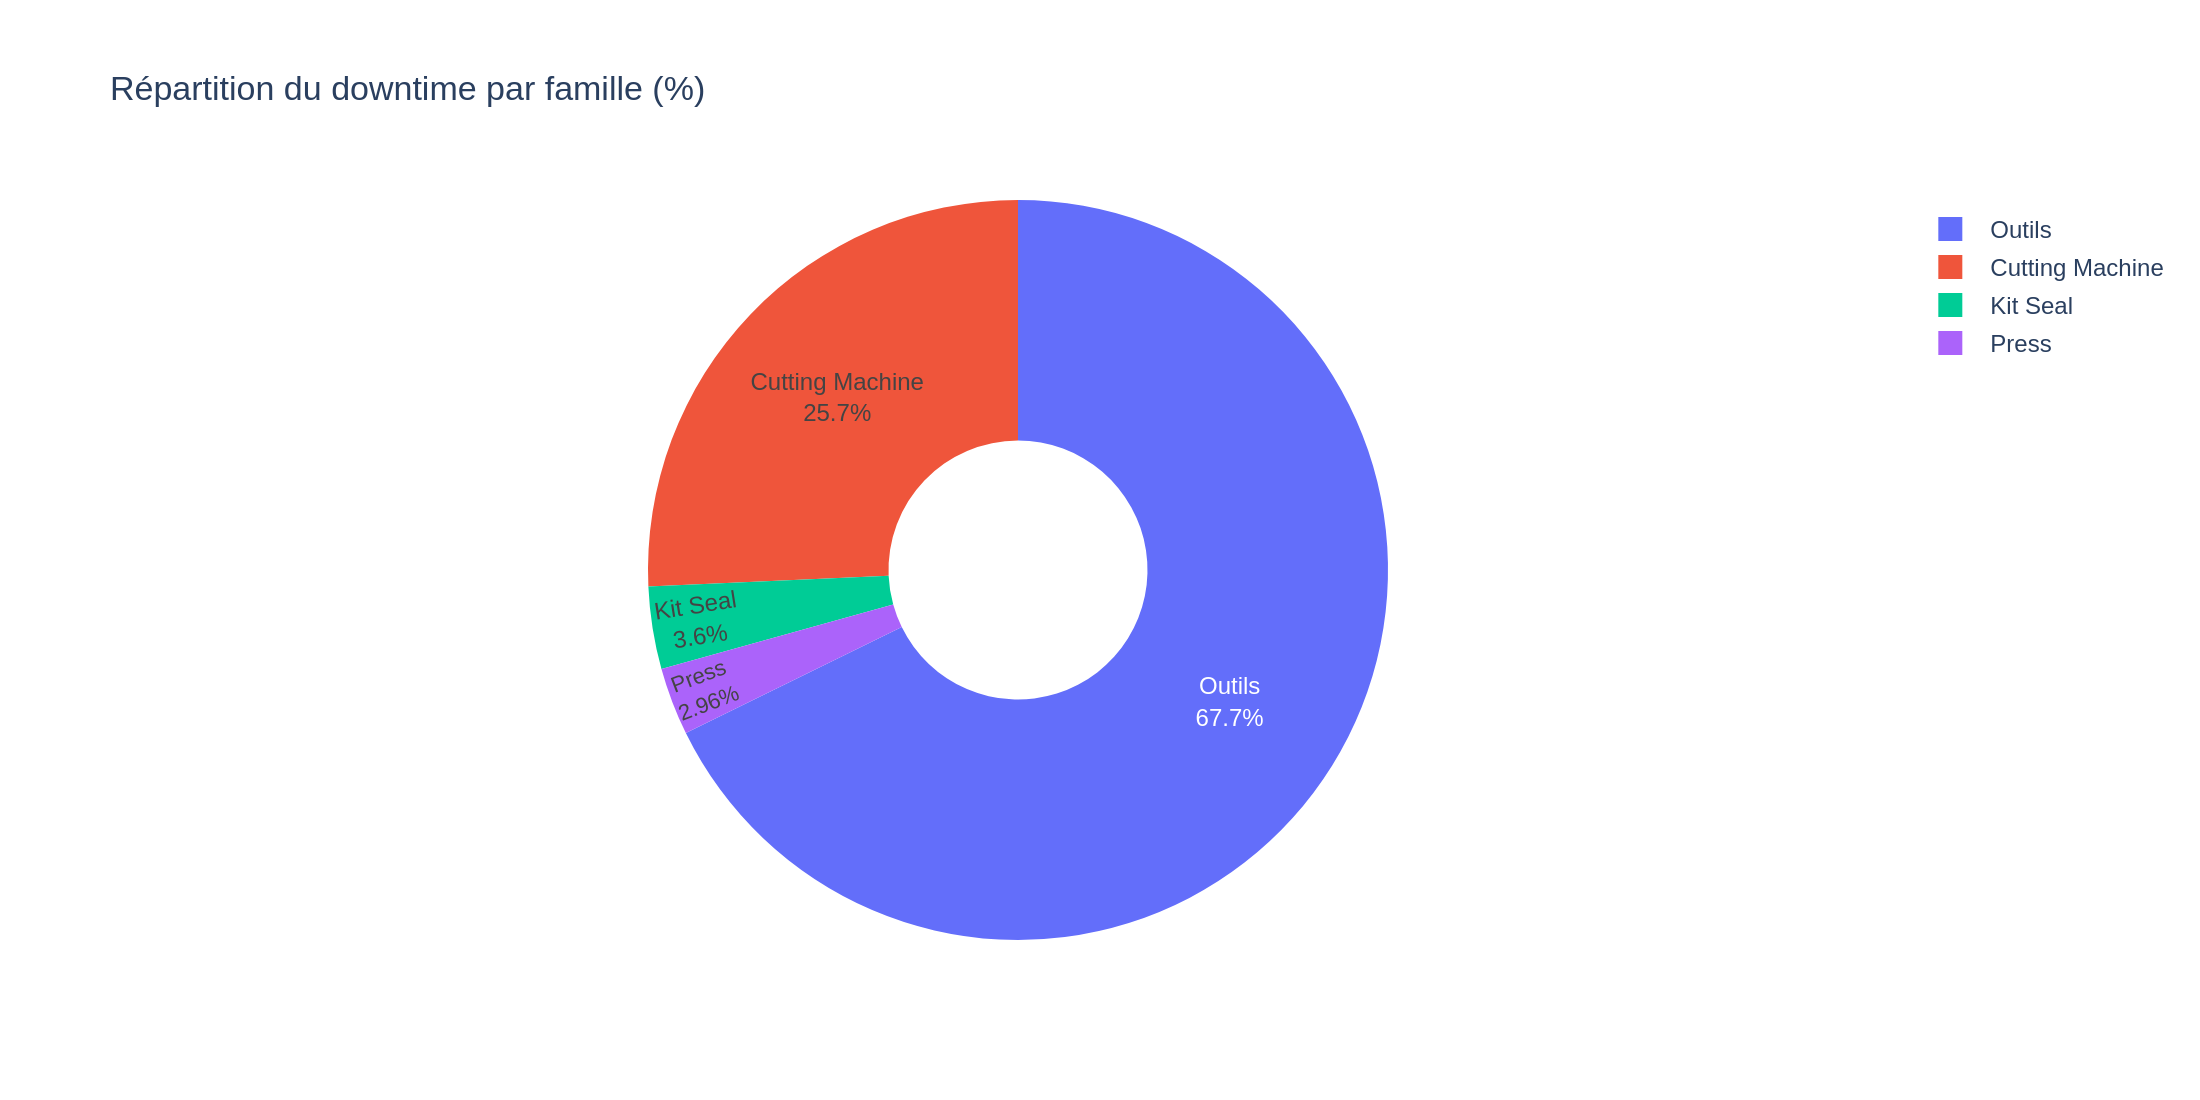 Répartition du downtime par famille (%)
Outils
Cutting Machine
Kit Seal
Press
Cutting Machine
25.7%
Kit Seal
3.6%
Press
2.96%
Outils
67.7%